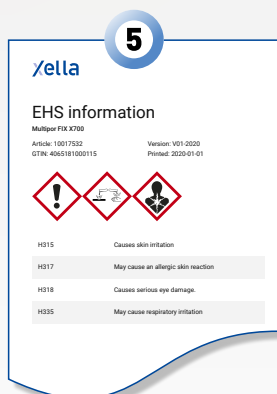 5
Xella
EHS information
Multipor FIX X700
Article: 10017532 Version: V01-2020
GTIN: 4065181000115 Printed: 2020-01-01
H315 Causes skin irritation
H317 May cause an allergic skin reaction
H318 Causes serious eye damage.
H335 May cause respiratory irritation